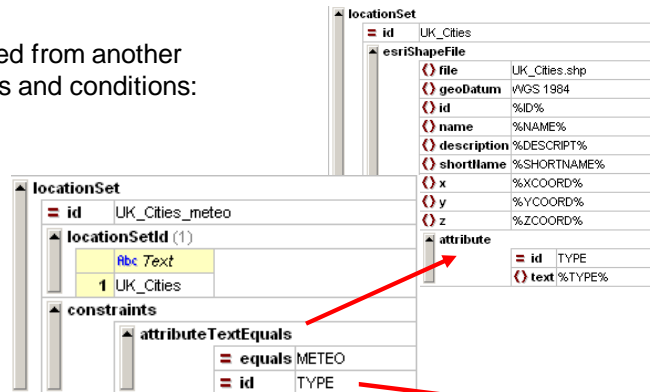 ed from another
s and conditions:
locationSet
= id UK_Cities
esriShapeFile
() file UK_Cities.shp
() geoDatum WGS 1984
() id %ID%
() name %NAME%
() description %DESCRIPT%
() shortName %SHORTNAME%
() x %XCOORD%
() y %YCOORD%
() z %ZCOORD%
attribute
= id TYPE
() text %TYPE%
locationSet
= id UK_Cities_meteo
locationSetId (1)
Abc Text
1 UK_Cities
constraints
attributeTextEquals
= equals METEO
= id TYPE